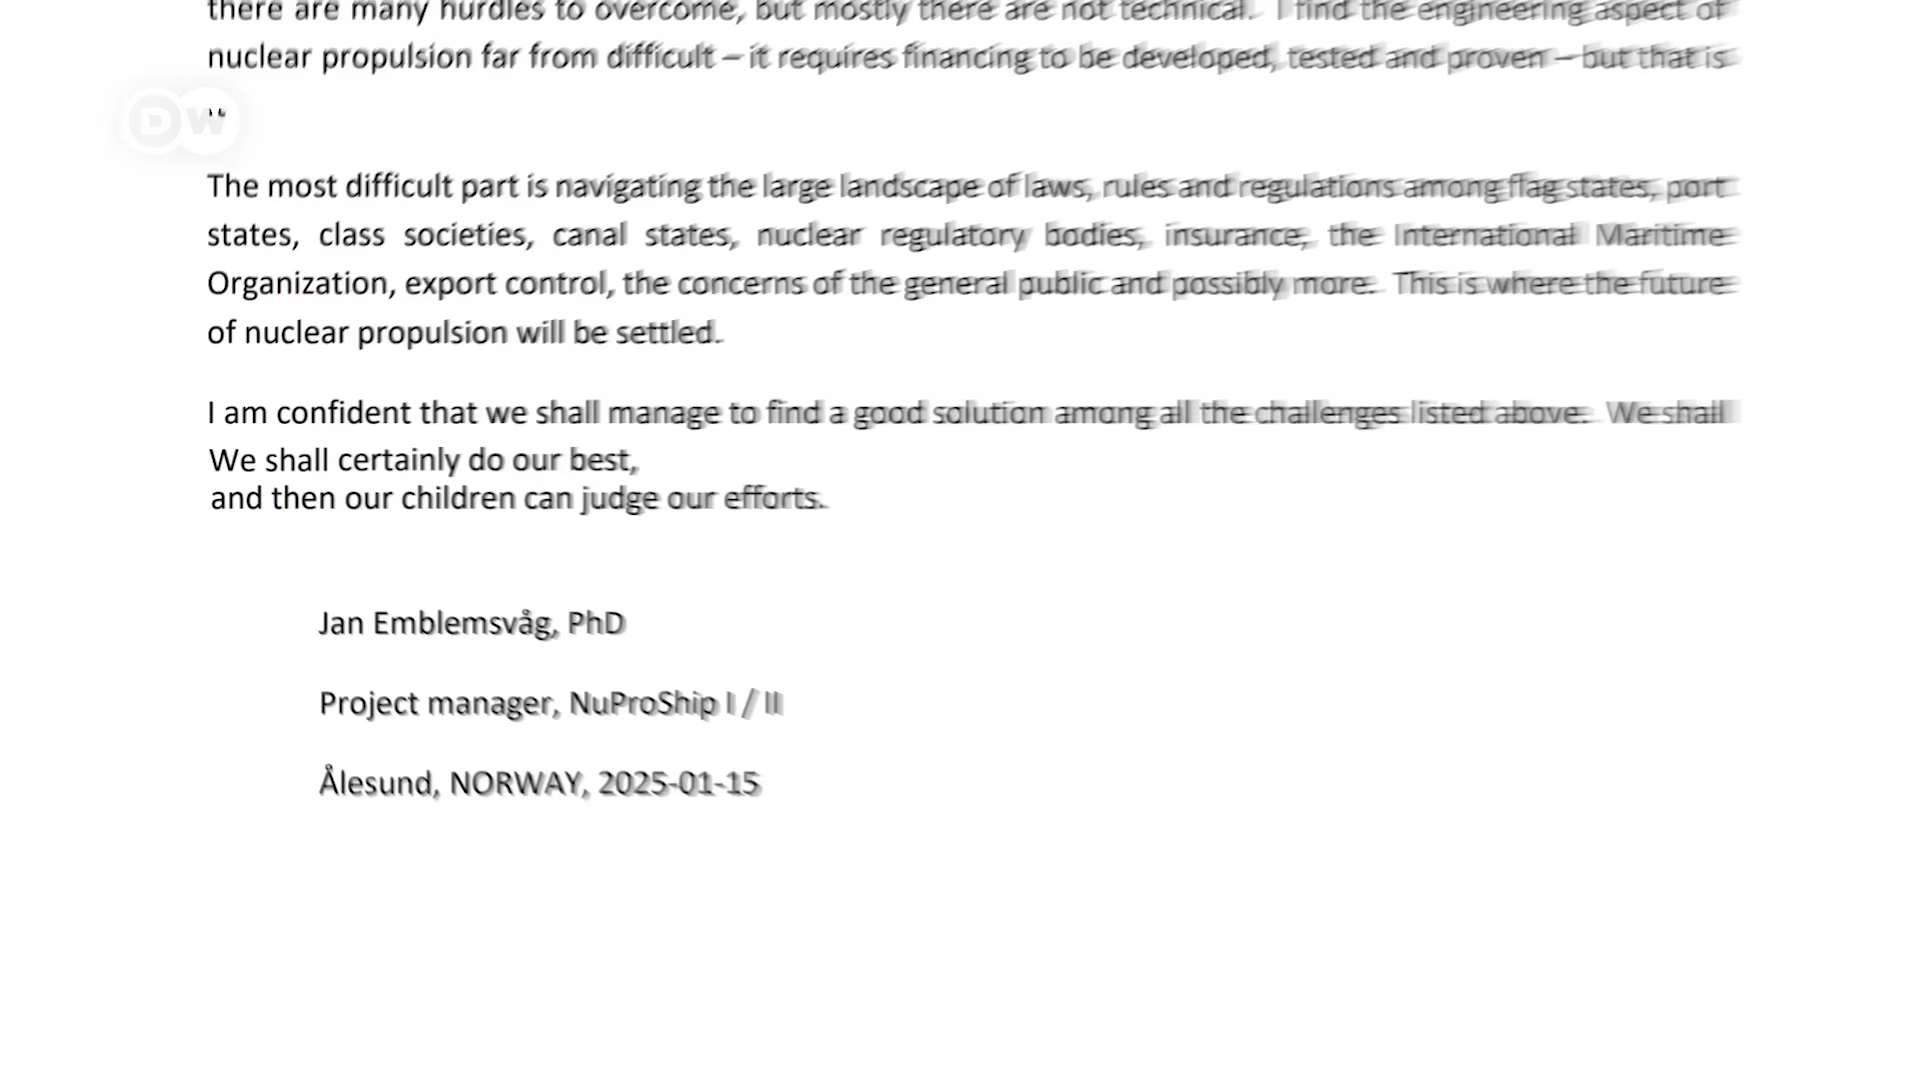 there are many hurdles to overcome, but mostly there are not technical. I find the engineering aspect of
nuclear propulsion far from difficult – it requires financing to be developed, tested and proven – but that is
DW
The most difficult part is navigating the large landscape of laws, rules and regulations among flag states, port
states, class societies, canal states, nuclear regulatory bodies, insurance, the International Maritime
Organization, export control, the concerns of the general public and possibly more. This is where the future
of nuclear propulsion will be settled.
I am confident that we shall manage to find a good solution among all the challenges listed above. We shall
We shall certainly do our best,
and then our children can judge our efforts.
Jan Emblemsvåg, PhD
Project manager, NuProShip I / II
Ålesund, NORWAY, 2025-01-15